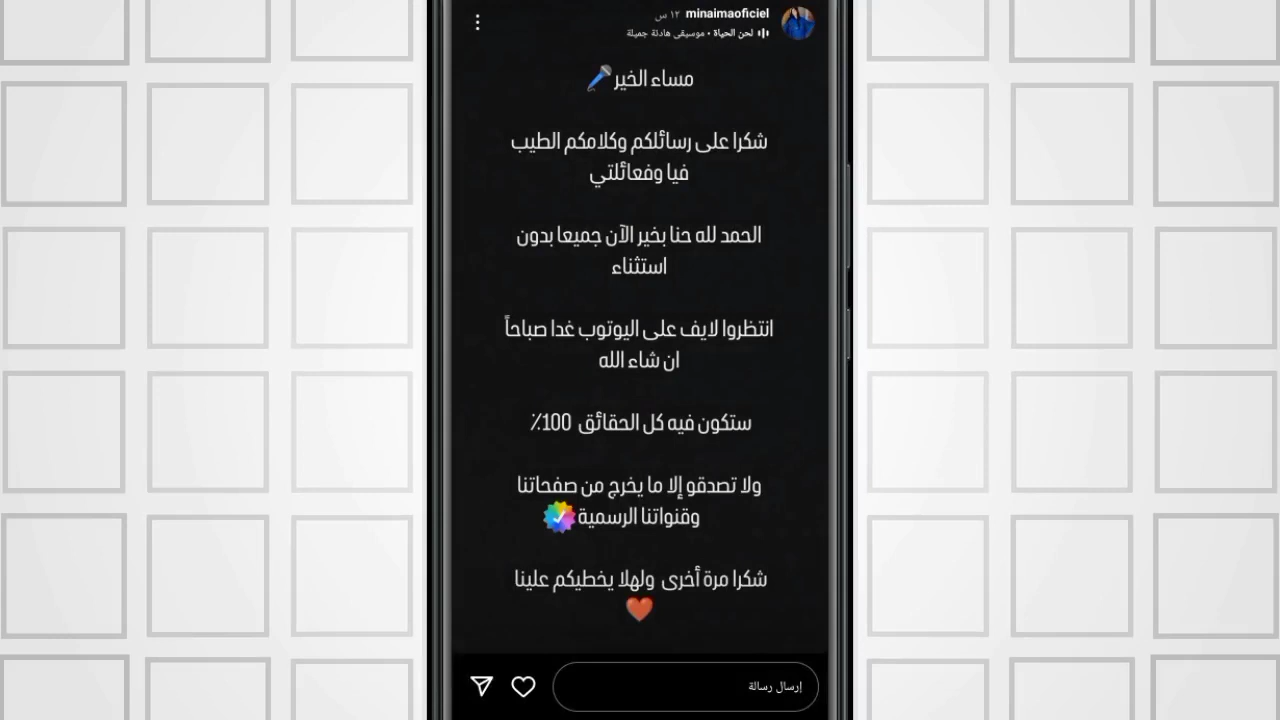 minaimaoficiel ١٢ س
لحن الحياة • موسيقى هادئة جميلة
مساء الخير🎤
شكرا على رسائلكم وكلامكم الطيب
فيا وفعائلتي
الحمد لله حنا بخير الآن جميعا بدون
استثناء
انتظروا لايف على اليوتوب غدا صباحاً
ان شاء الله
ستكون فيه كل الحقائق 100٪
ولا تصدقو إلا ما يخرج من صفحاتنا
وقنواتنا الرسمية
شكرا مرة أخرى ولهلا يخطيكم علينا
❤️
إرسال رسالة